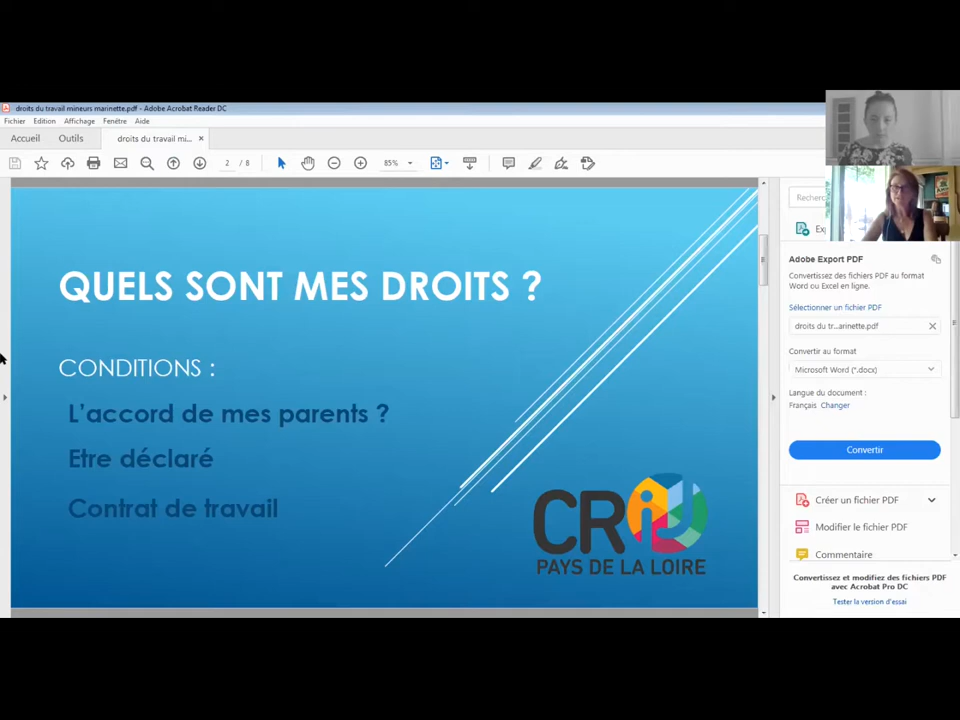 droits du travail mineurs marinette.pdf - Adobe Acrobat Reader DC
Fichier Edition Affichage Fenêtre Aide
Accueil Outils droits du travail mi... ×
2 / 8 85%
QUELS SONT MES DROITS ?
CONDITIONS :
L'accord de mes parents ?
Etre déclaré
Contrat de travail
CRIJ
PAYS DE LA LOIRE
Adobe Export PDF
Convertissez des fichiers PDF au format
Word ou Excel en ligne.
Sélectionner un fichier PDF
droits du tr...arinette.pdf
Convertir au format
Microsoft Word (*.docx)
Langue du document :
Français Changer
Convertir
Créer un fichier PDF
Modifier le fichier PDF
Commentaire
Convertissez et modifiez des fichiers PDF
avec Acrobat Pro DC
Tester la version d'essai